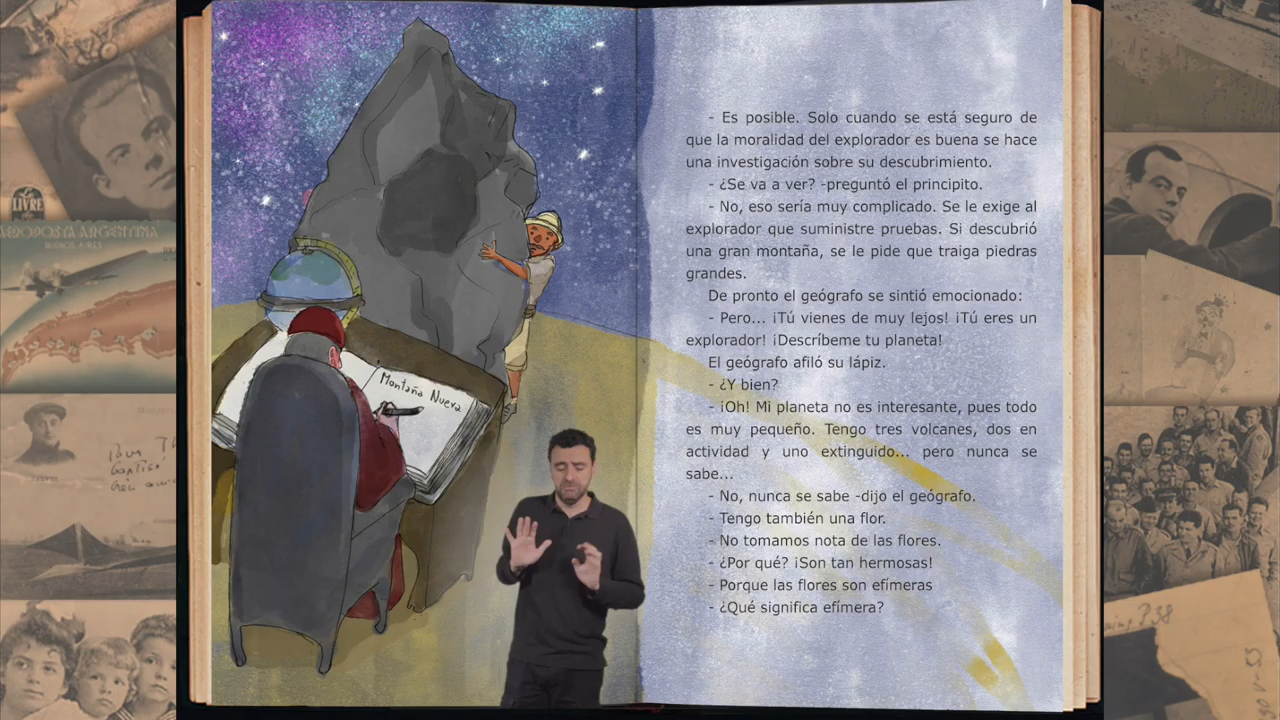 LIVRE
AEROPOSTA ARGENTINA
BUENOS AIRES
Montaña Nueva
- Es posible. Solo cuando se está seguro de
que la moralidad del explorador es buena se hace
una investigación sobre su descubrimiento.
- ¿Se va a ver? -preguntó el principito.
- No, eso sería muy complicado. Se le exige al
explorador que suministre pruebas. Si descubrió
una gran montaña, se le pide que traiga piedras
grandes.
De pronto el geógrafo se sintió emocionado:
- Pero... ¡Tú vienes de muy lejos! ¡Tú eres un
explorador! ¡Descríbeme tu planeta!
El geógrafo afiló su lápiz.
- ¿Y bien?
- ¡Oh! Mi planeta no es interesante, pues todo
es muy pequeño. Tengo tres volcanes, dos en
actividad y uno extinguido... pero nunca se
sabe...
- No, nunca se sabe -dijo el geógrafo.
- Tengo también una flor.
- No tomamos nota de las flores.
- ¿Por qué? ¡Son tan hermosas!
- Porque las flores son efímeras
- ¿Qué significa efímera?
P38